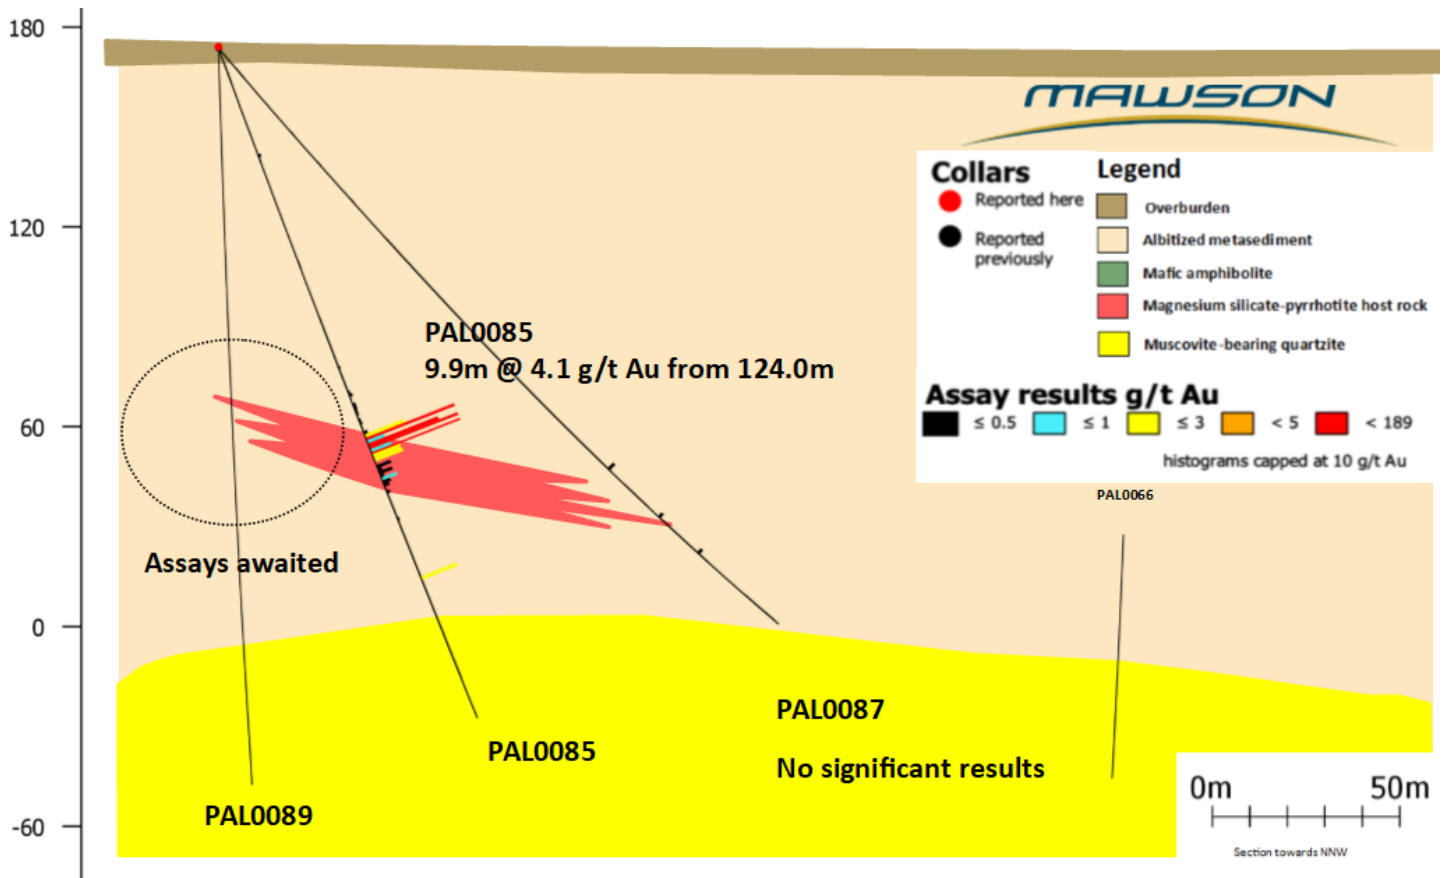 180
120
60
0
-60
MAWSON
Collars
Reported here
Reported
previously
Legend
Overburden
Albitized metasediment
Mafic amphibolite
Magnesium silicate-pyrrhotite host rock
Muscovite-bearing quartzite
Assay results g/t Au
≤ 0.5 ≤ 1 ≤ 3 < 5 < 189
histograms capped at 10 g/t Au
PAL0066
PAL0085
9.9m @ 4.1 g/t Au from 124.0m
Assays awaited
PAL0087
No significant results
PAL0085
PAL0089
0m 50m
Section towards NNW